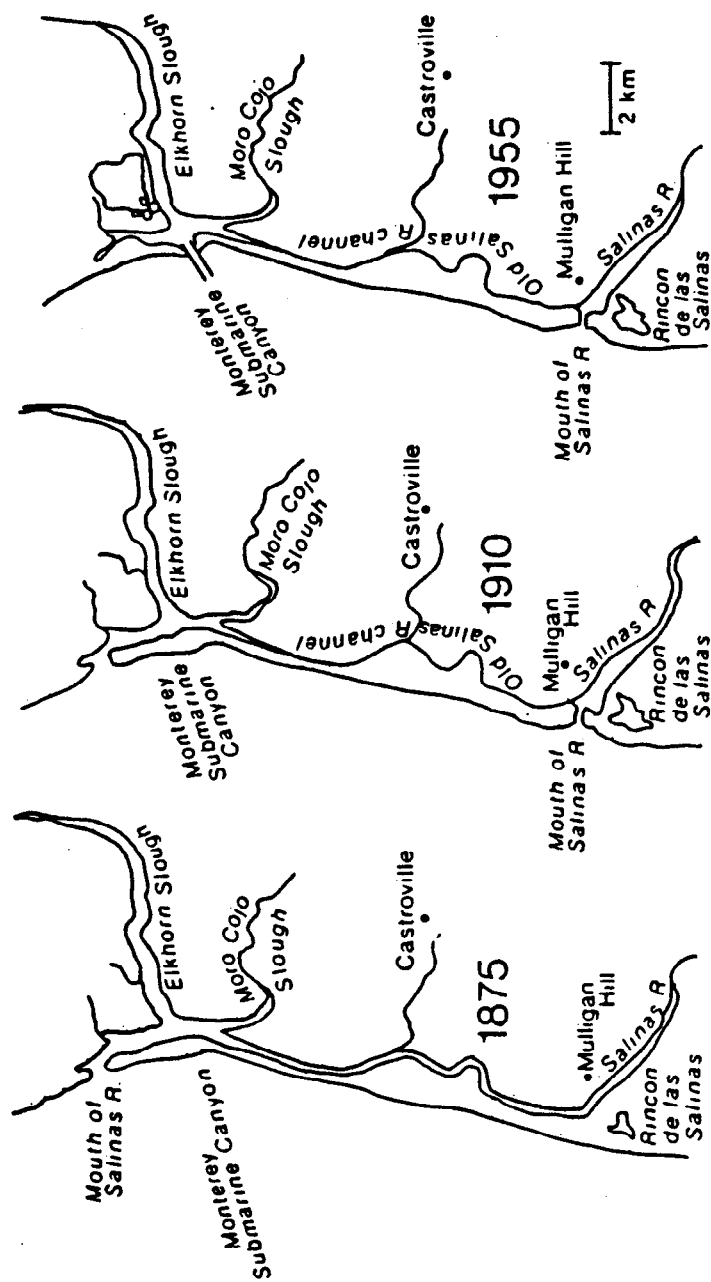 Mouth of
Salinas R.
Monterey
Submarine Canyon
Elkhorn Slough
Moro Cojo
Slough
Castroville
1875
Mulligan
Hill
Salinas R
Rincon
de las
Salinas
Monterey
Submarine
Canyon
Elkhorn Slough
Moro Cojo
Slough
Castroville
Old Salinas R channel
1910
Mulligan
Hill
Salinas R
Mouth of
Salinas R
Rincon
de las
Salinas
Monterey
Submarine
Canyon
Elkhorn Slough
Moro Cojo
Slough
Castroville
Old Salinas R. channel
1955
Mulligan Hill
Salinas R
Mouth of
Salinas R
Rincon
de las
Salinas
2 km